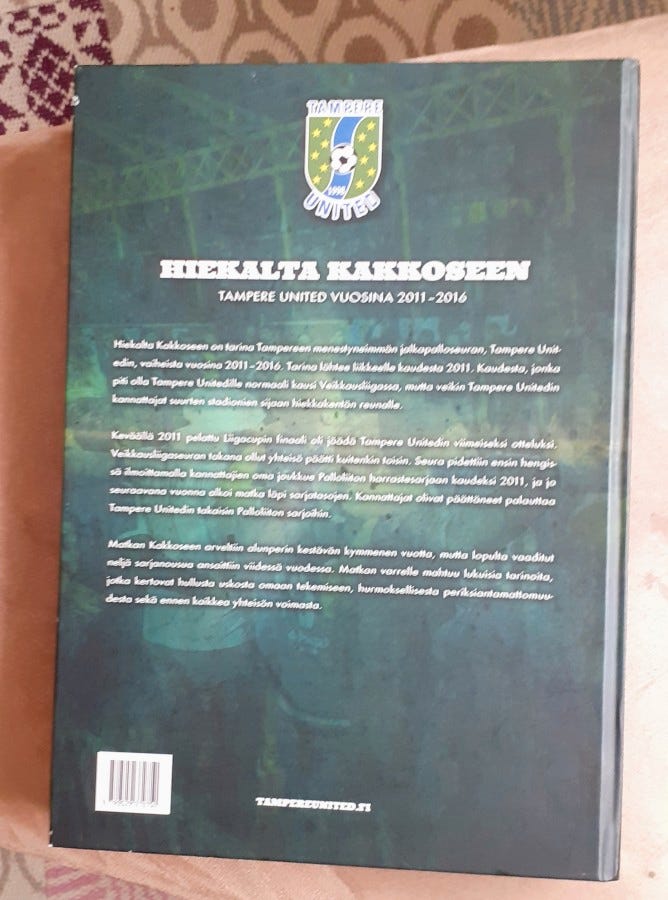 TAMPERE
1998
UNITED
HIEKALTA KAKKOSEEN
TAMPERE UNITED VUOSINA 2011-2016
Hiekalta Kakkoseen on tarina Tampereen menestyneimmän jalkapalloseuran, Tampere Unit-
edin, vaiheista vuosina 2011-2016. Tarina lähtee liikkeelle kaudesta 2011. Kaudesta, jonka
piti olla Tampere Unitedille normaali kausi Veikkausliigassa, mutta veikin Tampere Unitedin
kannattajat suurten stadionien sijaan hiekkakentän reunalle.
Keväällä 2011 pelattu Liigacupin finaali oli jäädä Tampere Unitedin viimeiseksi otteluksi.
Veikkausliigaseuran takana ollut yhteisö päätti kuitenkin toisin. Seura pidettiin ensin hengis-
sä ilmoittamalla kannattajien oma joukkue Palloliiton harrastesarjaan kaudeksi 2011, ja jo
seuraavana vuonna alkoi matka läpi sarjatasojen. Kannattajat olivat päättäneet palauttaa
Tampere Unitedin takaisin Palloliiton sarjoihin.
Matkan Kakkoseen arveltiin alunperin kestävän kymmenen vuotta, mutta lopulta vaaditut
neljä sarjanousua ansaittiin viidessä vuodessa. Matkan varrelle mahtuu lukuisia tarinoita,
jotka kertovat hullusta uskosta omaan tekemiseen, hurmoksellisesta periksiantamattomuu-
desta sekä ennen kaikkea yhteisön voimasta.
TAMPEREUNITED.FI